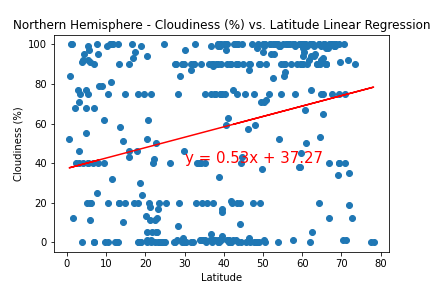 Northern Hemisphere - Cloudiness (%) vs. Latitude Linear Regression
100
80
60
40
20
0
Cloudiness (%)
y = 0.53x + 37.27
0 10 20 30 40 50 60 70 80
Latitude